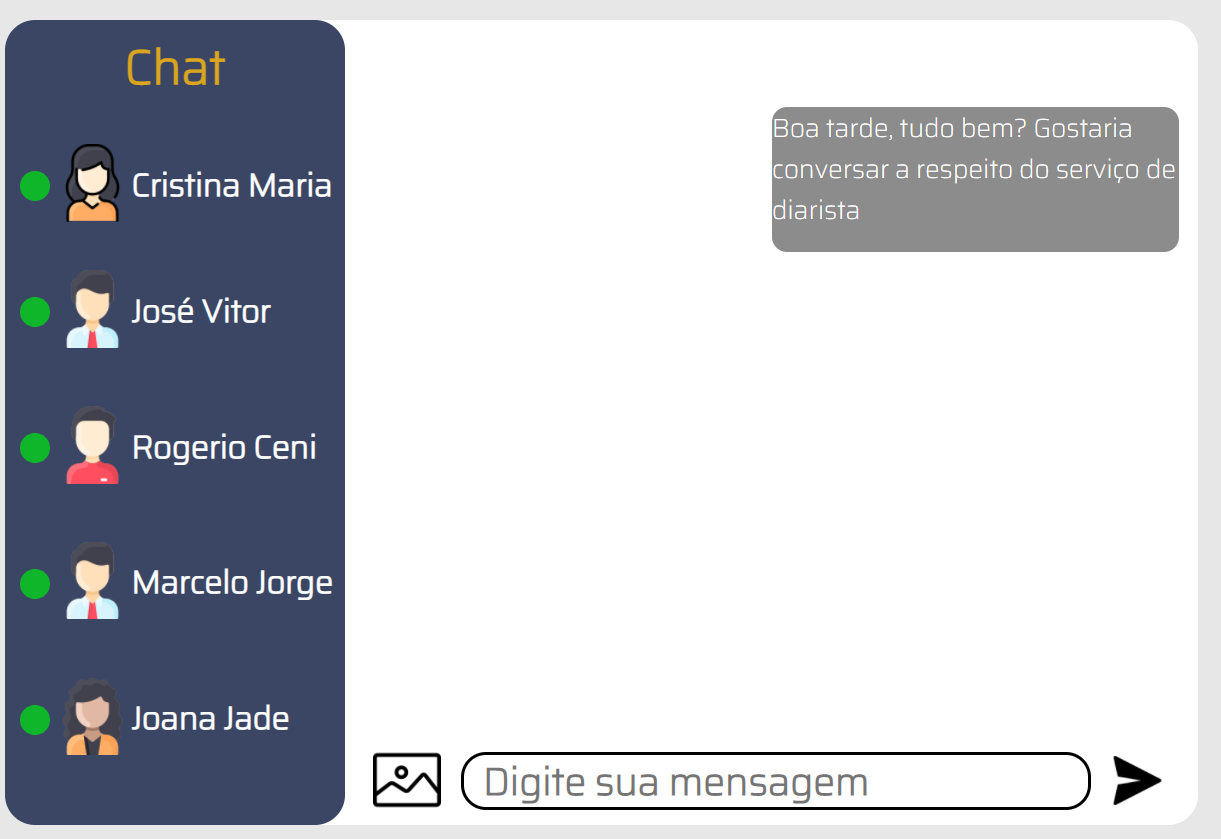 Chat
Cristina Maria
José Vitor
Rogerio Ceni
Marcelo Jorge
Joana Jade
Boa tarde, tudo bem? Gostaria
conversar a respeito do serviço de
diarista
Digite sua mensagem